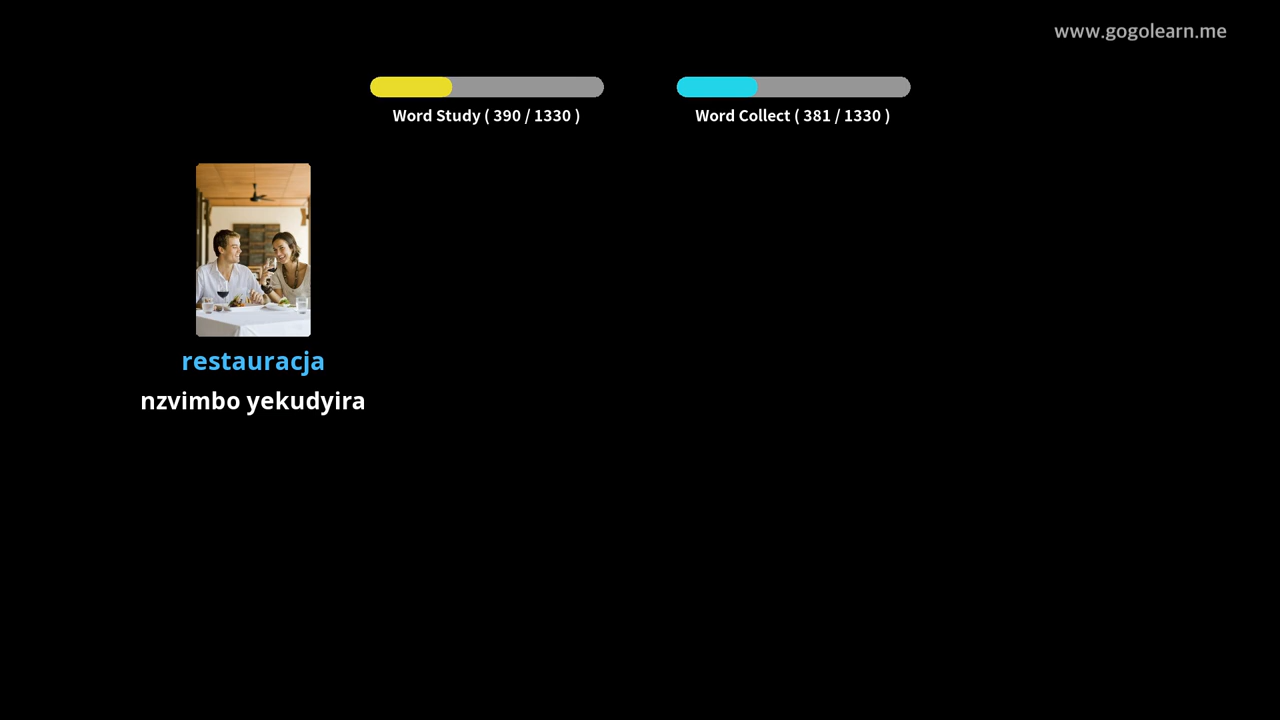 www.gogolearn.me
Word Study ( 390 / 1330 )
Word Collect ( 381 / 1330 )
restauracja
nzvimbo yekudyira